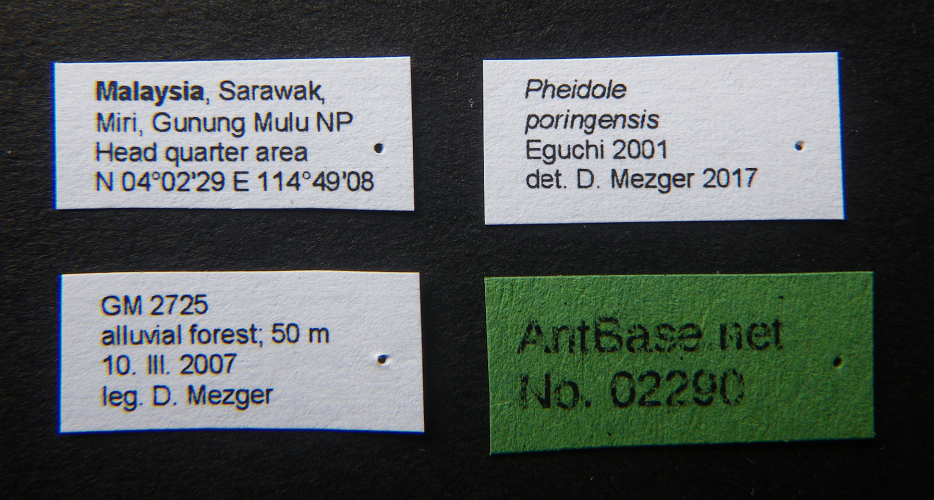 Malaysia, Sarawak,
Miri, Gunung Mulu NP
Head quarter area
N 04°02'29 E 114°49'08
Pheidole
poringensis
Eguchi 2001
det. D. Mezger 2017
GM 2725
alluvial forest; 50 m
10. III. 2007
leg. D. Mezger
AntBase.net
No. 02290